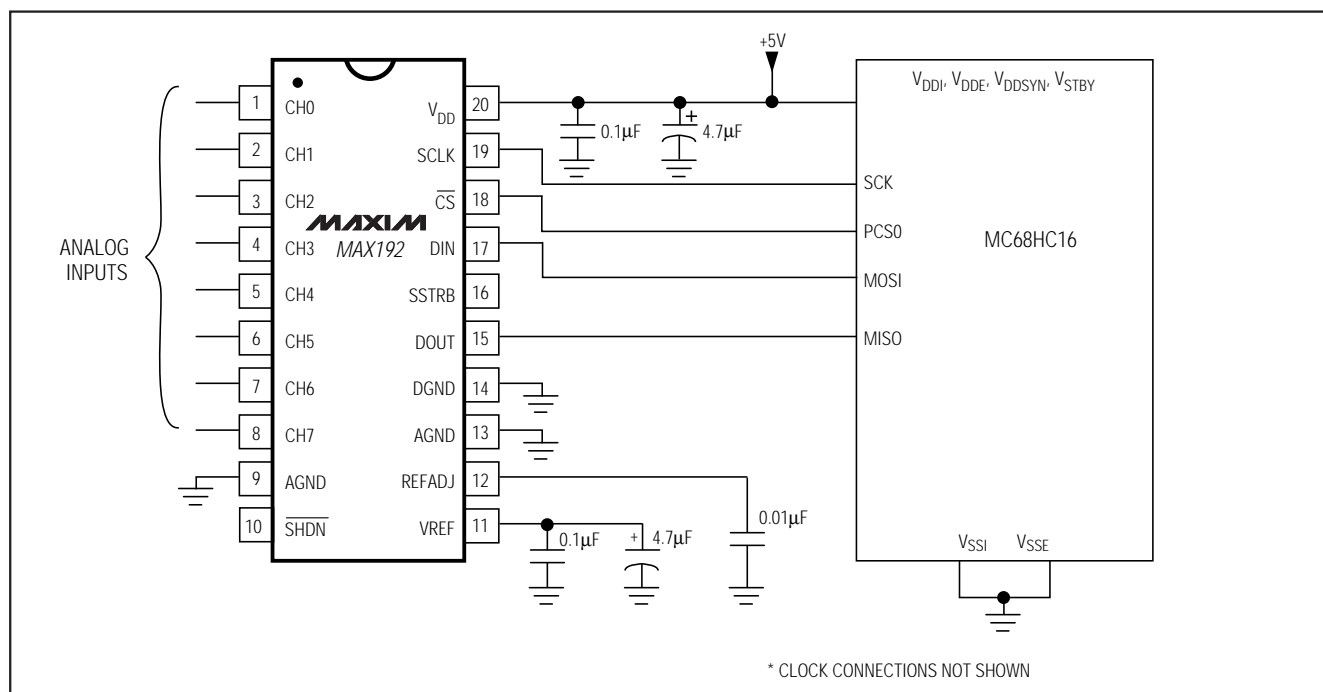 +5V
1 CH0
2 CH1
3 CH2
4 CH3
5 CH4
6 CH5
7 CH6
8 CH7
9 AGND
10 SHDN
ANALOG
INPUTS
MAXIM
MAX192
VDD 20
SCLK 19
CS 18
DIN 17
SSTRB 16
DOUT 15
DGND 14
AGND 13
REFADJ 12
VREF 11
0.1µF
+
4.7µF
0.1µF
+
4.7µF
0.01µF
VDDI, VDDE, VDDSYN, VSTBY
SCK
PCS0
MC68HC16
MOSI
MISO
VSSI VSSE
* CLOCK CONNECTIONS NOT SHOWN